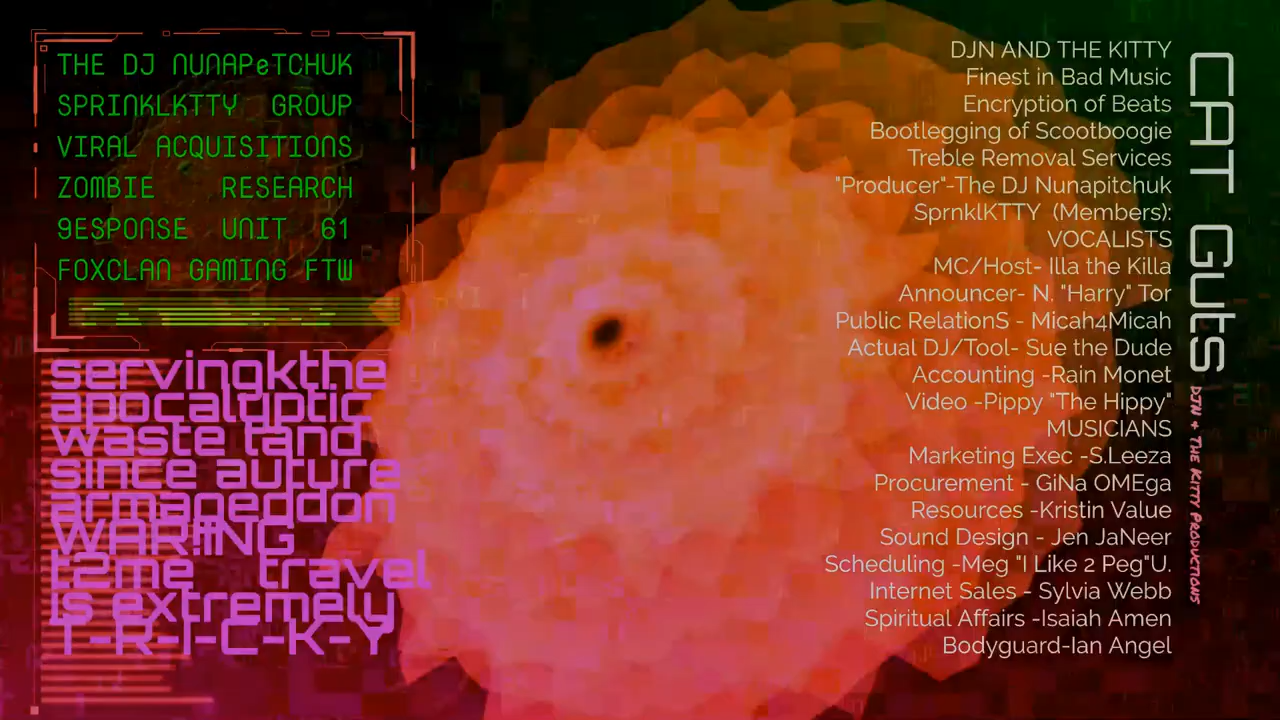 THE DJ NUNAPeTCHUK
SPRINKLKTTY GROUP
VIRAL ACQUISITIONS
ZOMBIE RESEARCH
9ESPONSE UNIT 61
FOXCLAN GAMING FTW
servingkthe
apocalyptic
waste land
since auture
armageddon
t2me travel
is extremely
T-R-I-C-K-Y
DJN AND THE KITTY
Finest in Bad Music
Encryption of Beats
Bootlegging of Scootboogie
Treble Removal Services
"Producer"-The DJ Nunapitchuk
SprnklKTTY (Members):
VOCALISTS
MC/Host- Illa the Killa
Announcer- N. "Harry" Tor
Public RelationS - Micah4Micah
Actual DJ/Tool- Sue the Dude
Accounting -Rain Monet
Video -Pippy "The Hippy"
MUSICIANS
Marketing Exec -S.Leeza
Procurement - GiNa OMEga
Resources -Kristin Value
Sound Design - Jen JaNeer
Scheduling -Meg "I Like 2 Peg"U.
Internet Sales - Sylvia Webb
Spiritual Affairs -Isaiah Amen
Bodyguard-Ian Angel
CAT Guts
DJN + THE KITTY PRODUCTIONS